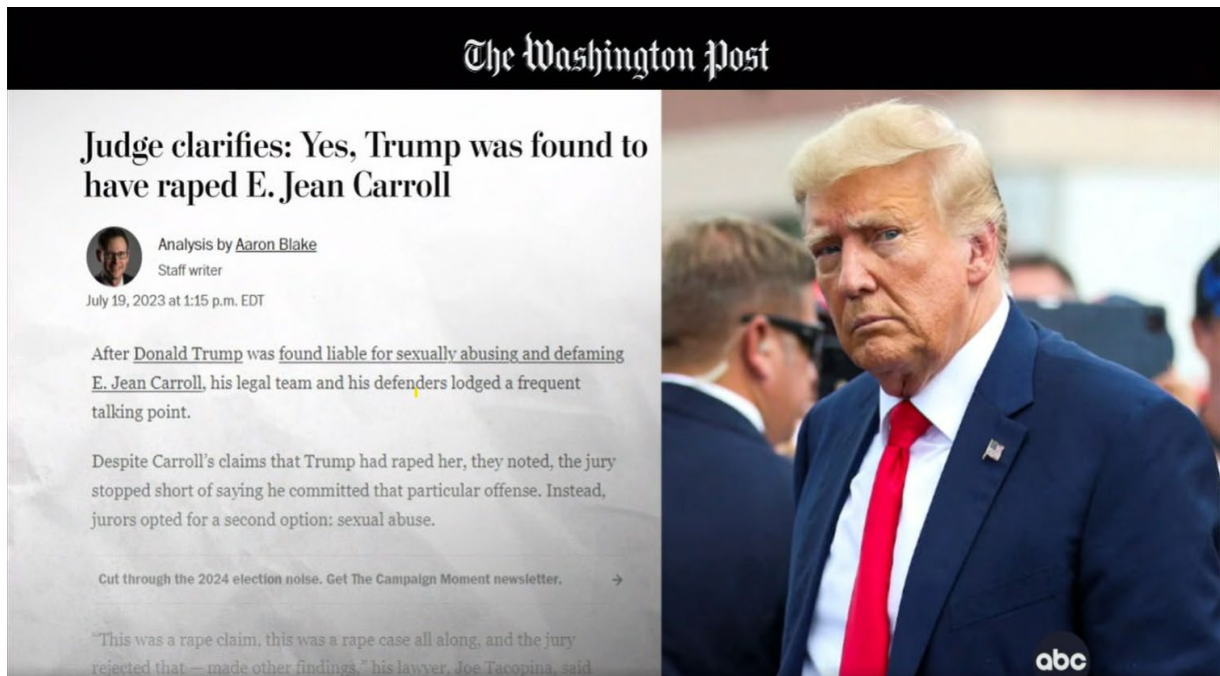 The Washington Post
Judge clarifies: Yes, Trump was found to
have raped E. Jean Carroll
Analysis by Aaron Blake
Staff writer
July 19, 2023 at 1:15 p.m. EDT
After Donald Trump was found liable for sexually abusing and defaming
E. Jean Carroll, his legal team and his defenders lodged a frequent
talking point.
Despite Carroll's claims that Trump had raped her, they noted, the jury
stopped short of saying he committed that particular offense. Instead,
jurors opted for a second option: sexual abuse.
Cut through the 2024 election noise. Get The Campaign Moment newsletter.
"This was a rape claim, this was a rape case all along, and the jury
rejected that — made other findings," his lawyer, Joe Tacopina, said
abc